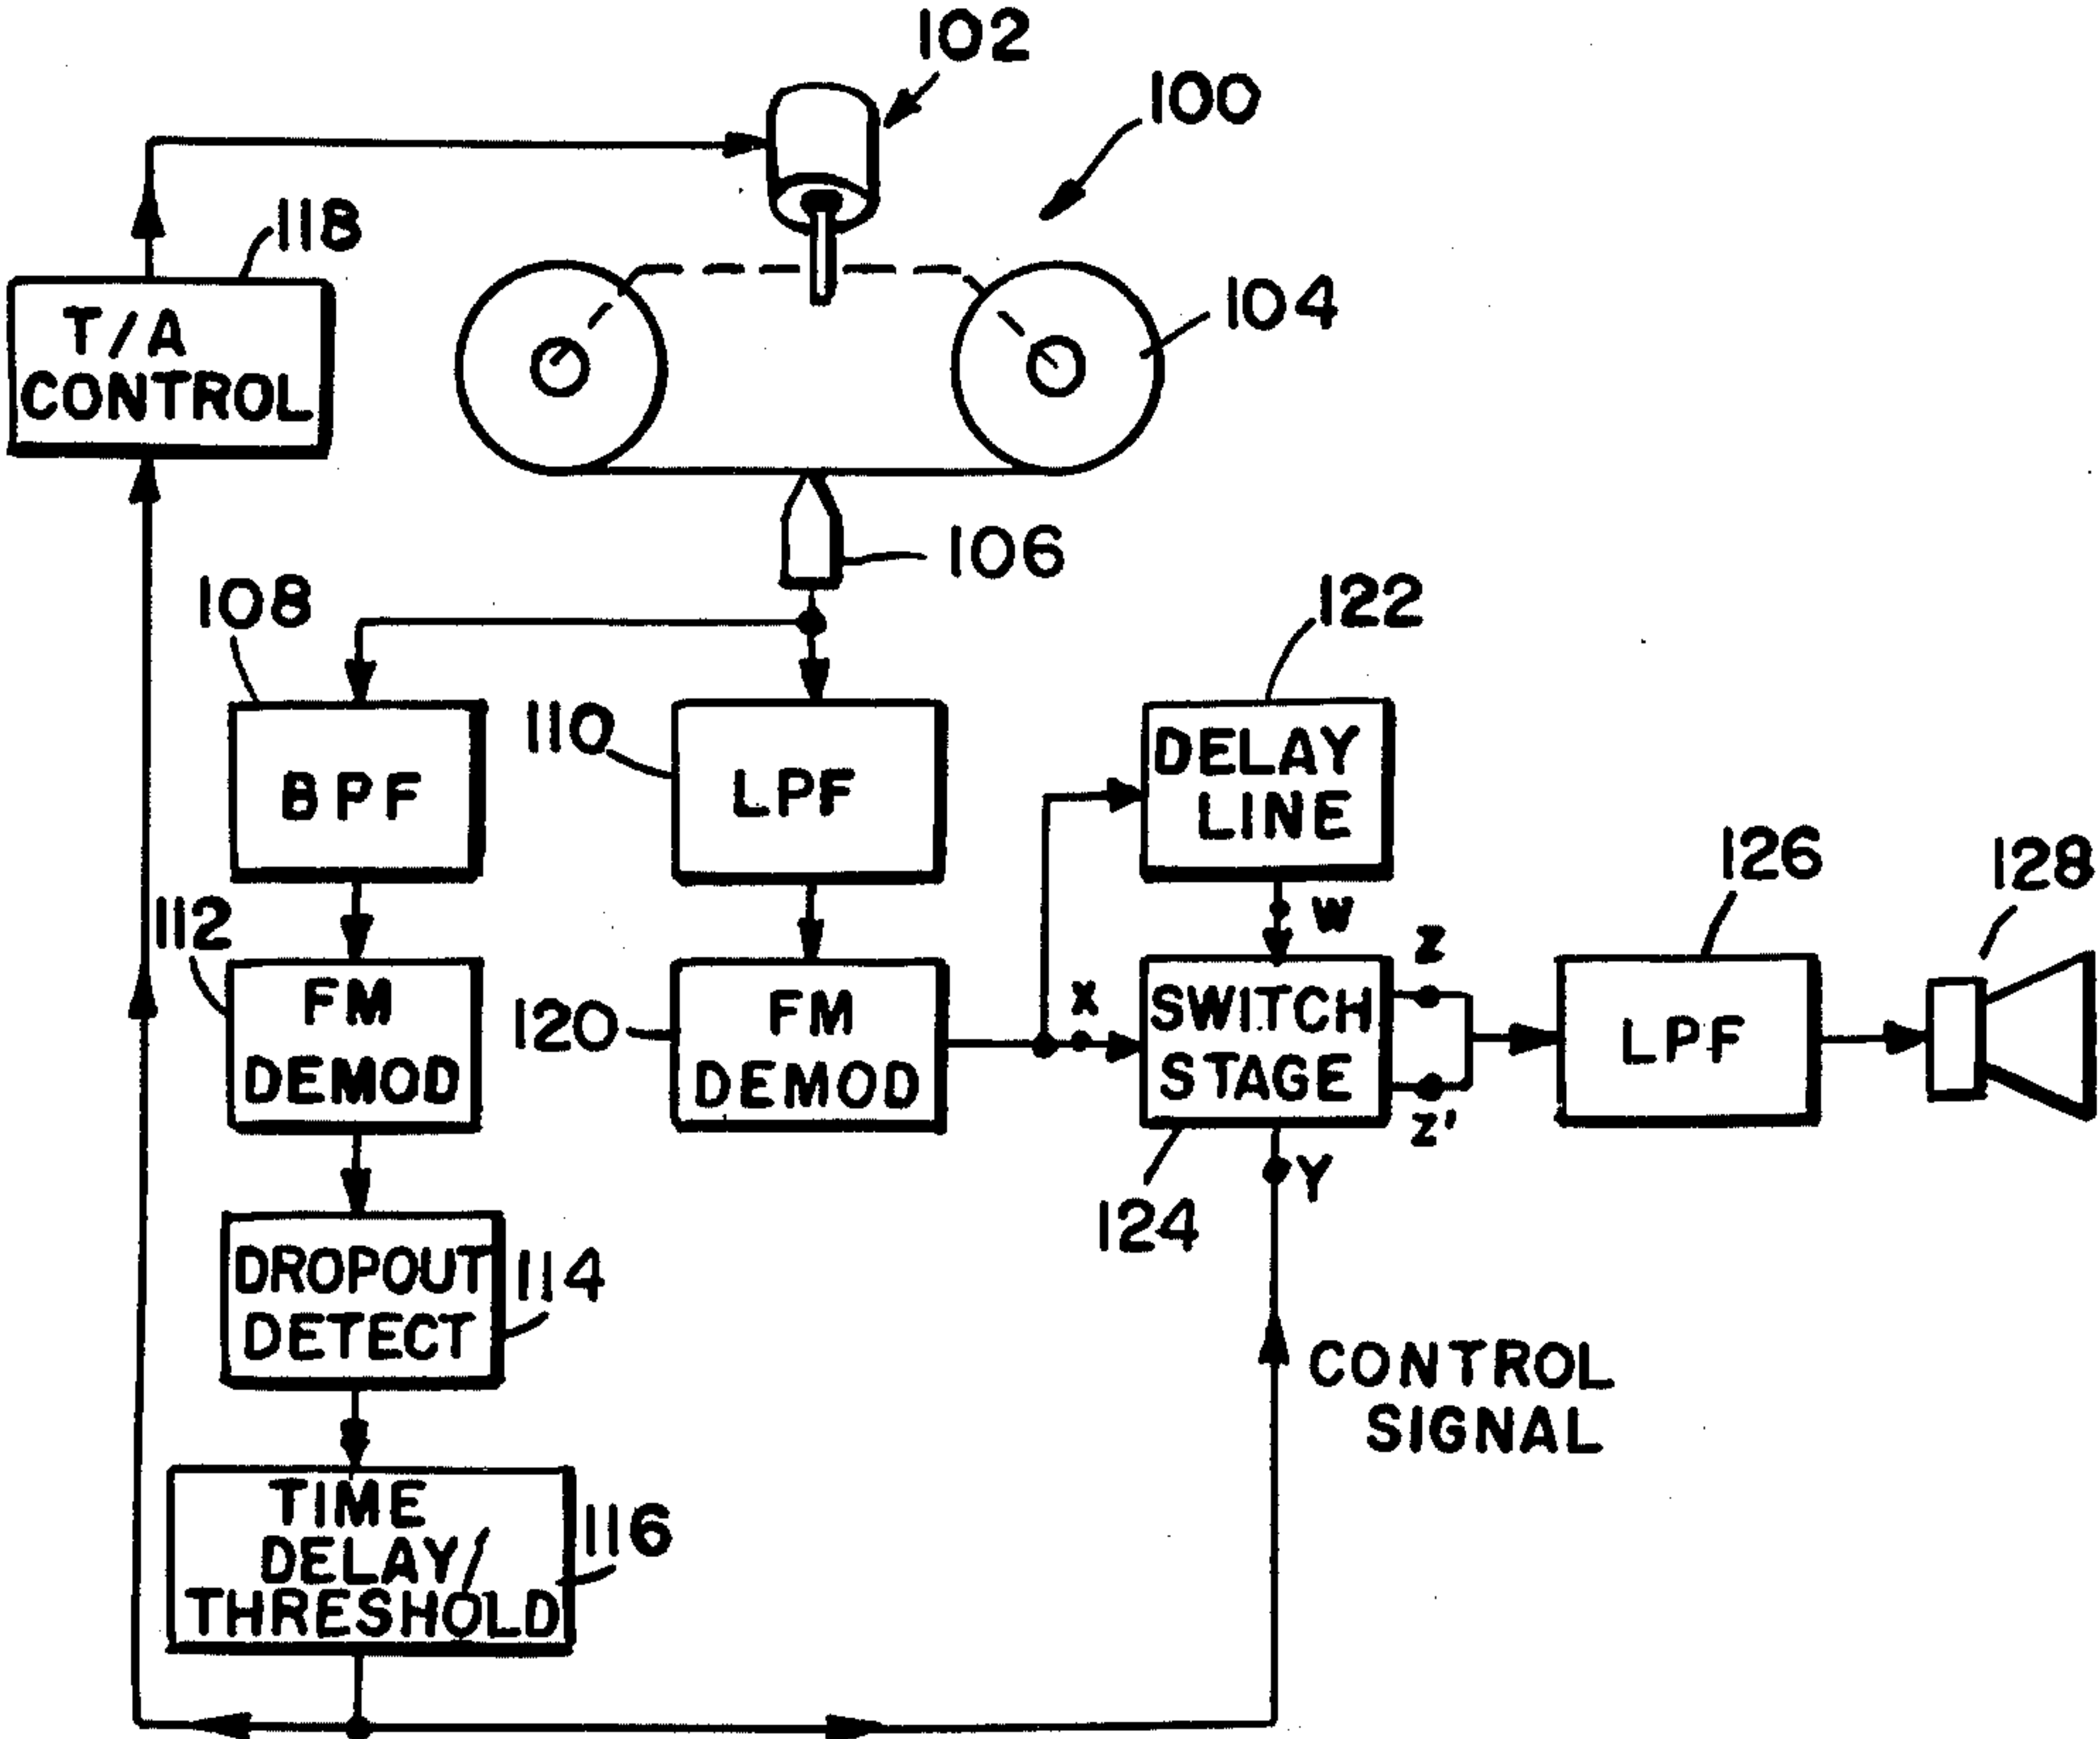 102
100
118
T/A
CONTROL
104
106
108
122
110
BPF
LPF
DELAY
LINE
126
128
112
W
Z
FM
DEMOD
120
FM
DEMOD
X
SWITCH
STAGE
LPF
Z'
Y
124
DROPOUT
DETECT
114
CONTROL
SIGNAL
TIME
DELAY/
THRESHOLD
116